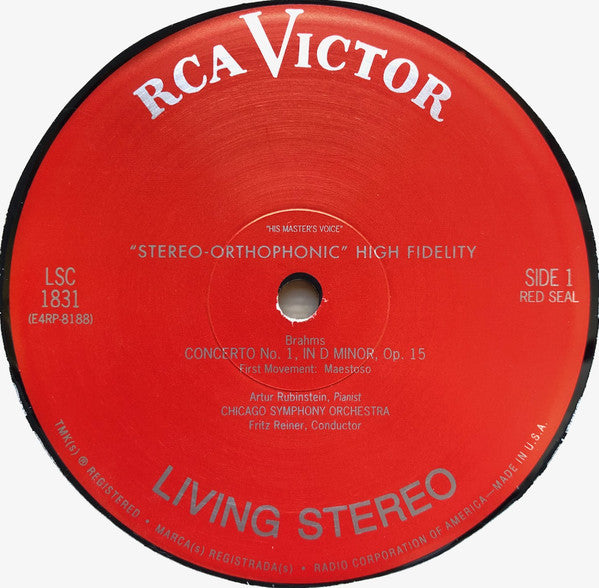 RCA VICTOR
"HIS MASTER'S VOICE"
"STEREO-ORTHOPHONIC" HIGH FIDELITY
LSC
1831
(E4RP-8188)
SIDE 1
RED SEAL
Brahms
CONCERTO No. 1, IN D MINOR, Op. 15
First Movement: Maestoso
Artur Rubinstein, Pianist
CHICAGO SYMPHONY ORCHESTRA
Fritz Reiner, Conductor
LIVING STEREO
TMK(s) ® REGISTERED • MARCA(s) REGISTRADA(s) • RADIO CORPORATION OF AMERICA—MADE IN U.S.A.